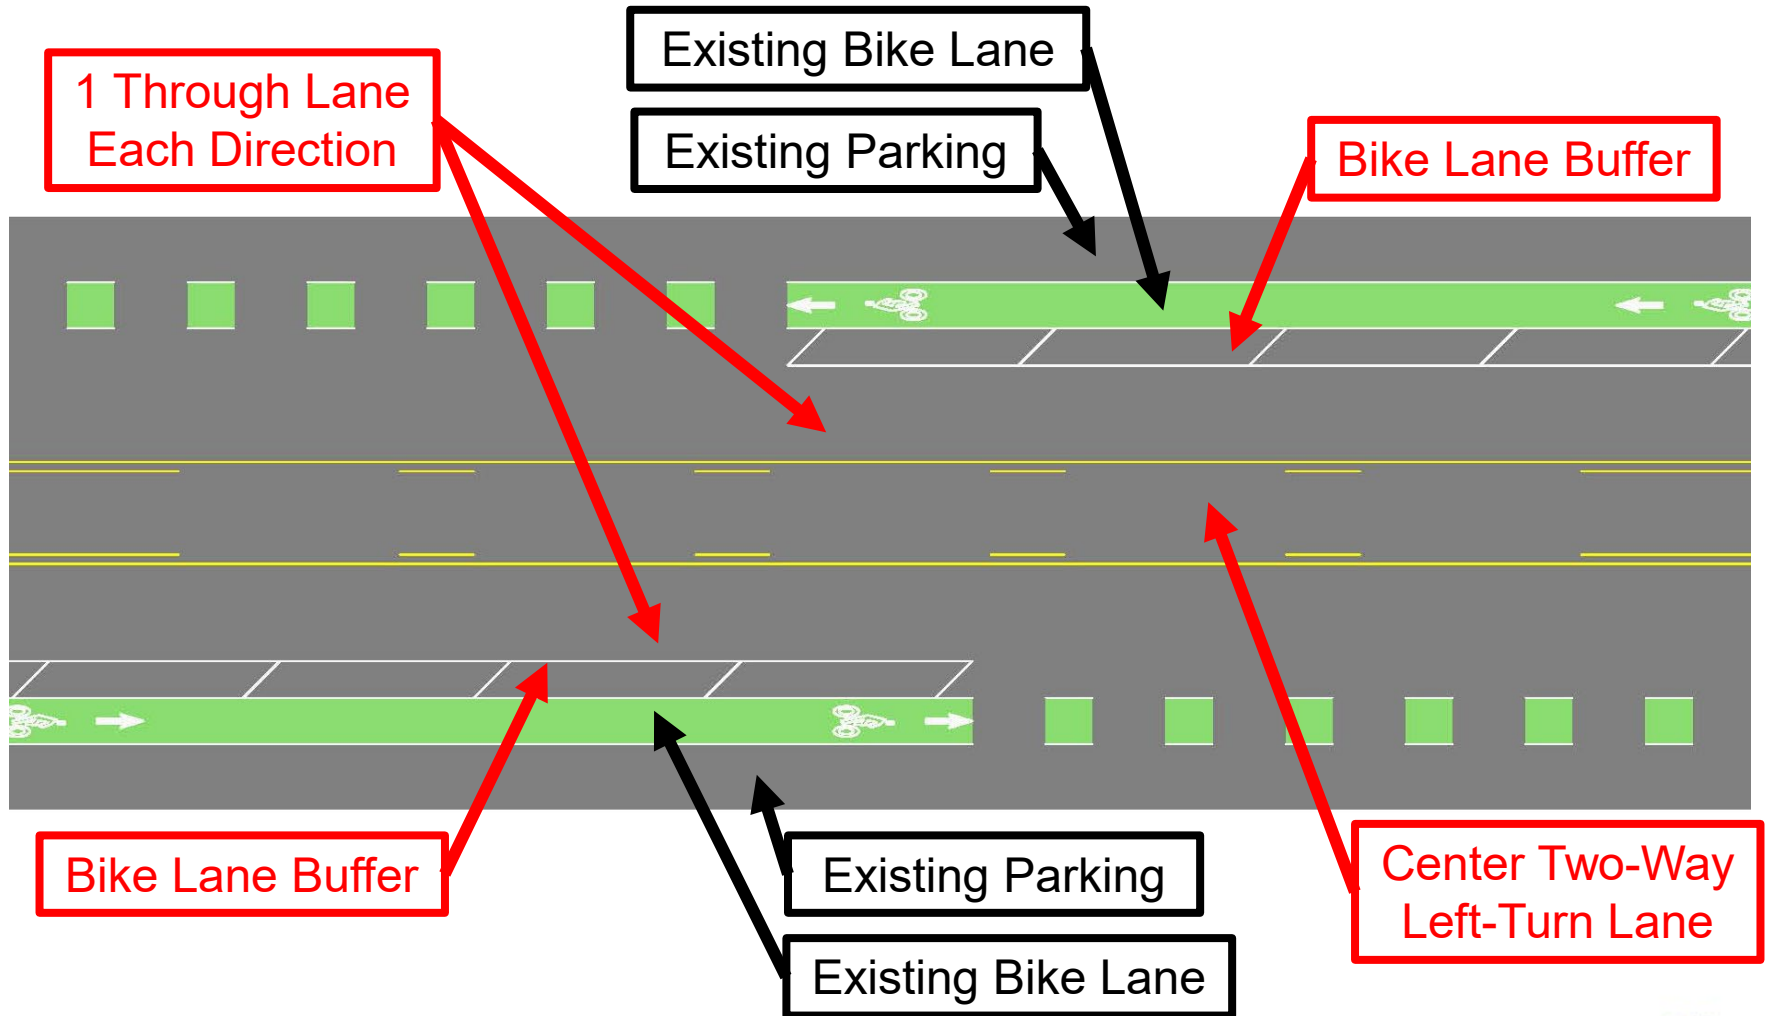 Existing Bike Lane
1 Through Lane
Each Direction
Existing Parking
Bike Lane Buffer
Bike Lane Buffer
Existing Parking
Center Two-Way
Left-Turn Lane
Existing Bike Lane